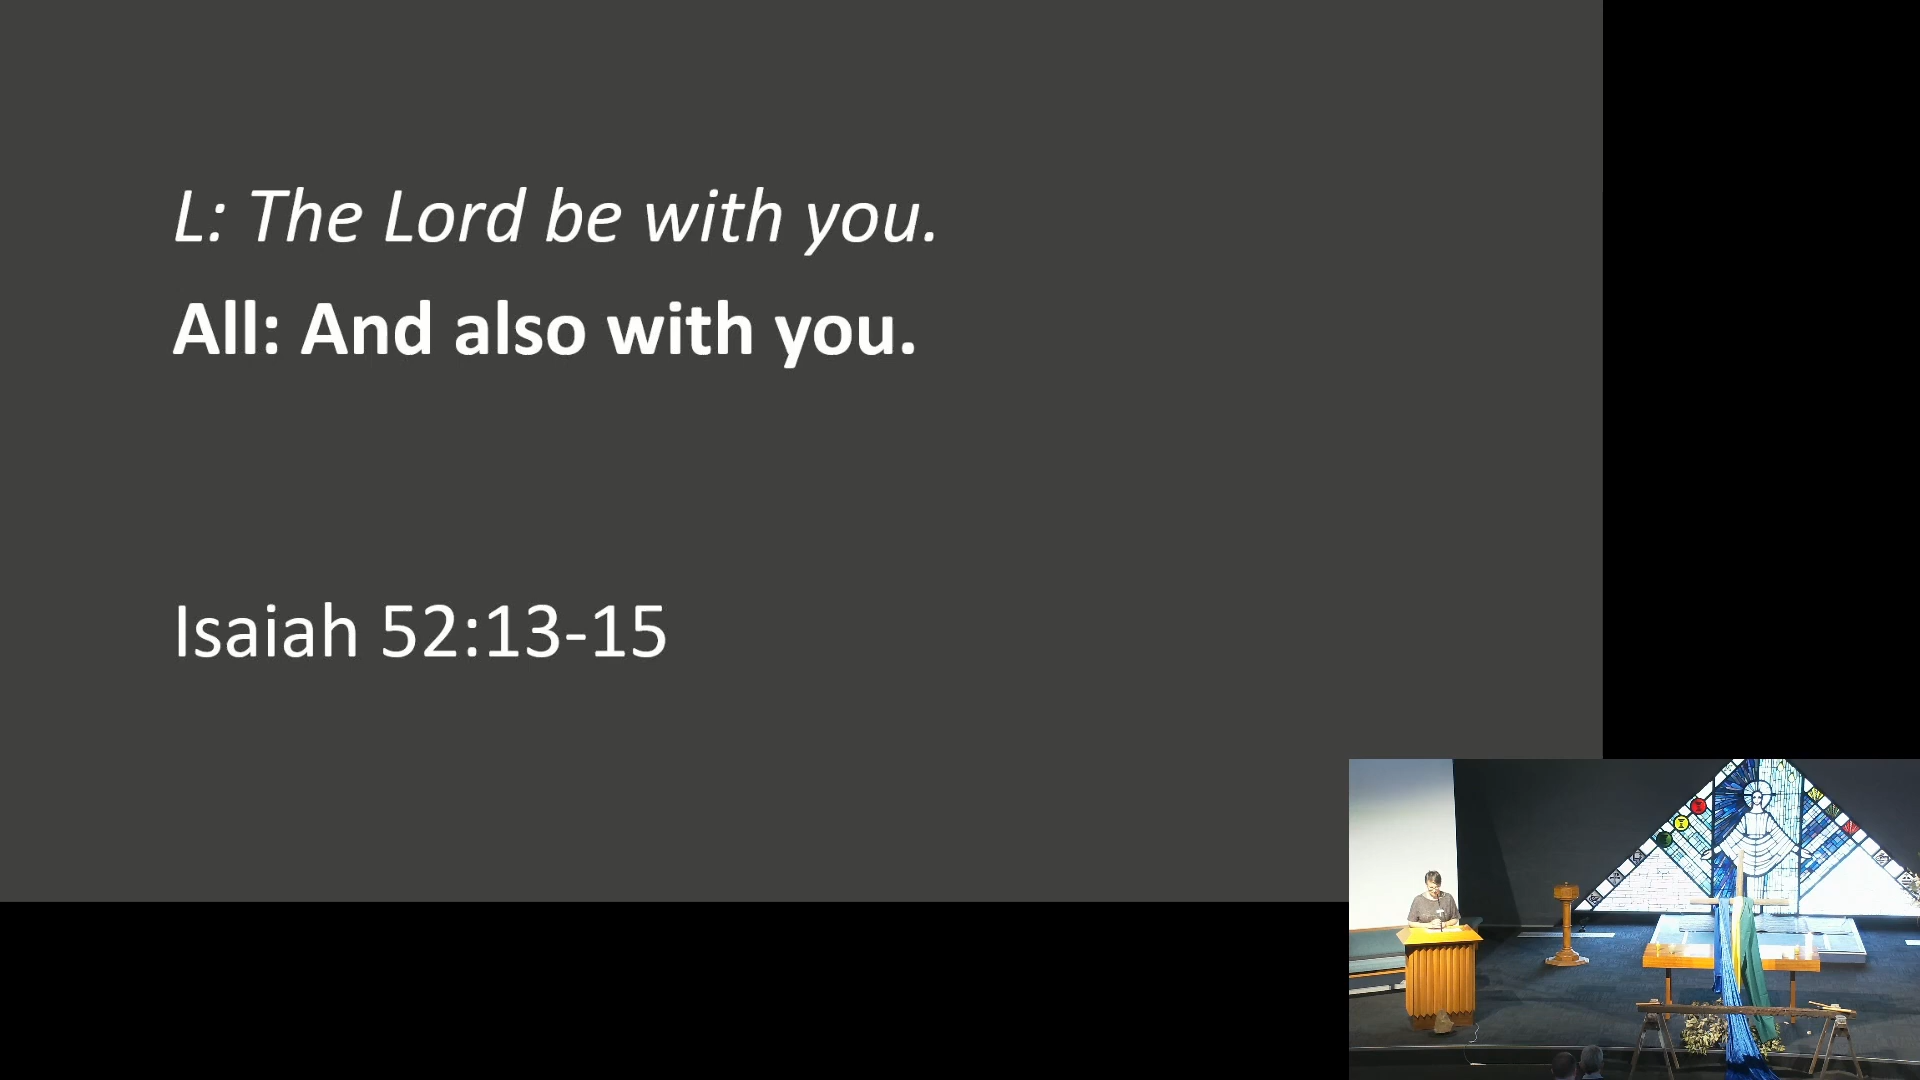 L: The Lord be with you.
All: And also with you.
Isaiah 52:13-15